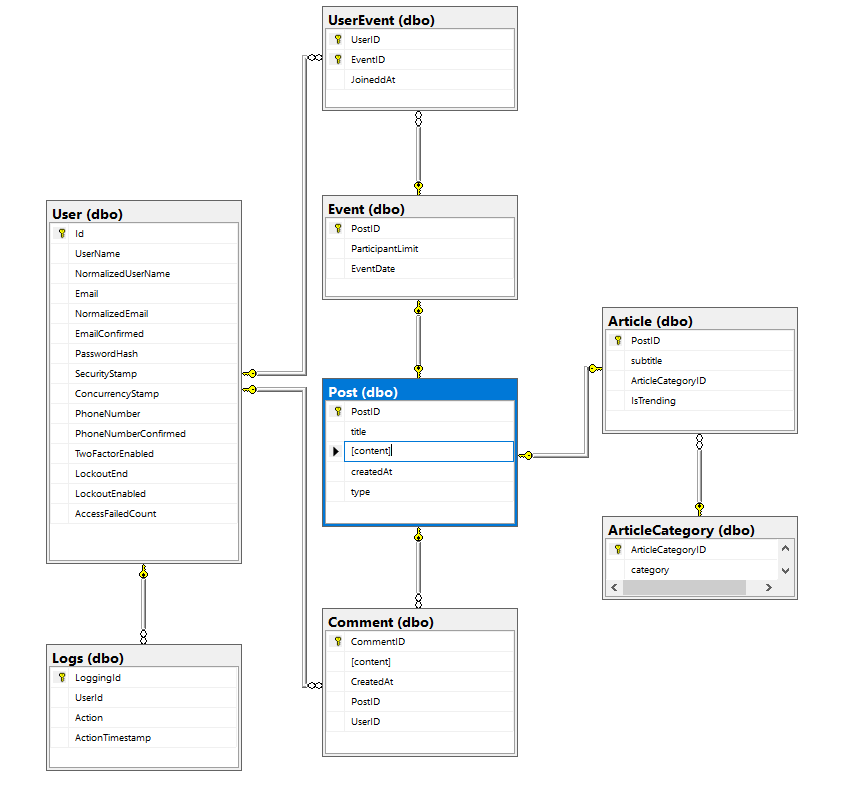 UserEvent (dbo)
UserID
EventID
JoineddAt
Event (dbo)
PostID
ParticipantLimit
EventDate
User (dbo)
Id
UserName
NormalizedUserName
Email
NormalizedEmail
EmailConfirmed
PasswordHash
SecurityStamp
ConcurrencyStamp
PhoneNumber
PhoneNumberConfirmed
TwoFactorEnabled
LockoutEnd
LockoutEnabled
AccessFailedCount
Post (dbo)
PostID
title
[content]
createdAt
type
Article (dbo)
PostID
subtitle
ArticleCategoryID
IsTrending
ArticleCategory (dbo)
ArticleCategoryID
category
Comment (dbo)
CommentID
[content]
CreatedAt
PostID
UserID
Logs (dbo)
LoggingId
UserId
Action
ActionTimestamp